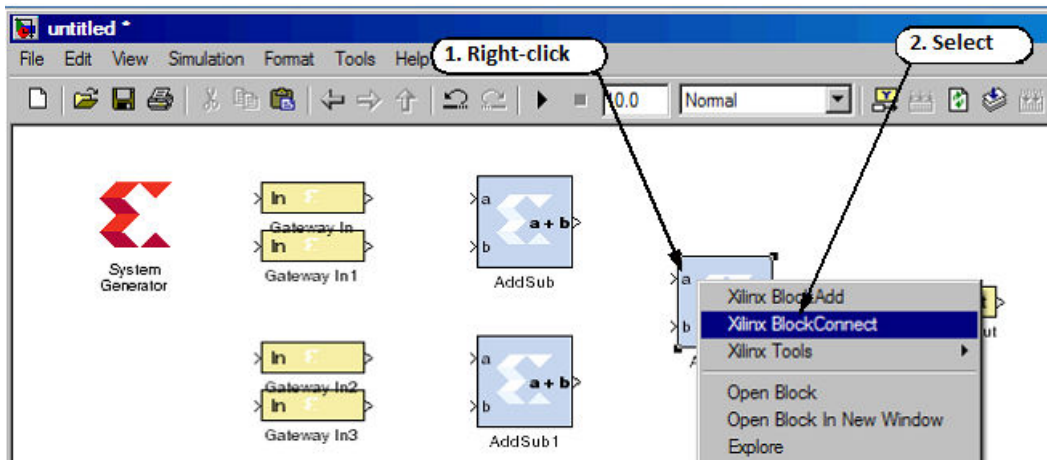 untitled *
File Edit View Simulation Format Tools Help
1. Right-click
2. Select
10.0 Normal
In
Gateway In
In
Gateway In1
System
Generator
a
a + b
b
AddSub
a
b
Xilinx BlockAdd
Xilinx BlockConnect
Xilinx Tools
Open Block
Open Block In New Window
Explore
ut
In
Gateway In2
In
Gateway In3
a
a + b
b
AddSub1